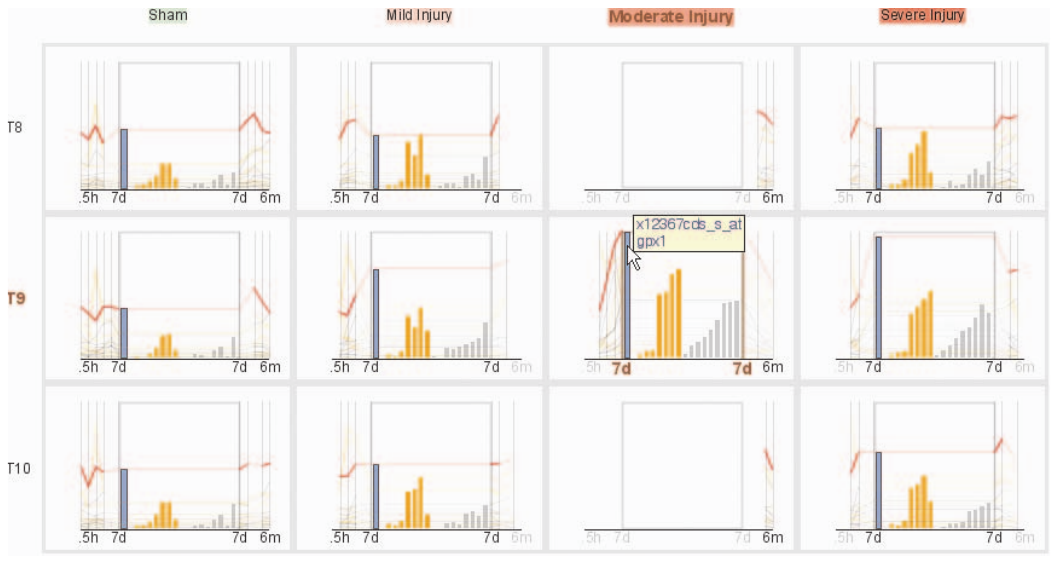 Sham Mild Injury Moderate Injury Severe Injury
T8
.5h 7d 7d 6m .5h 7d 7d 6m .5h 7d 7d 6m .5h 7d 7d 6m
x12367cds_s_at
gpx1
T9
.5h 7d 7d 6m .5h 7d 7d 6m .5h 7d 7d 6m .5h 7d 7d 6m
T10
.5h 7d 7d 6m .5h 7d 7d 6m .5h 7d 7d 6m .5h 7d 7d 6m